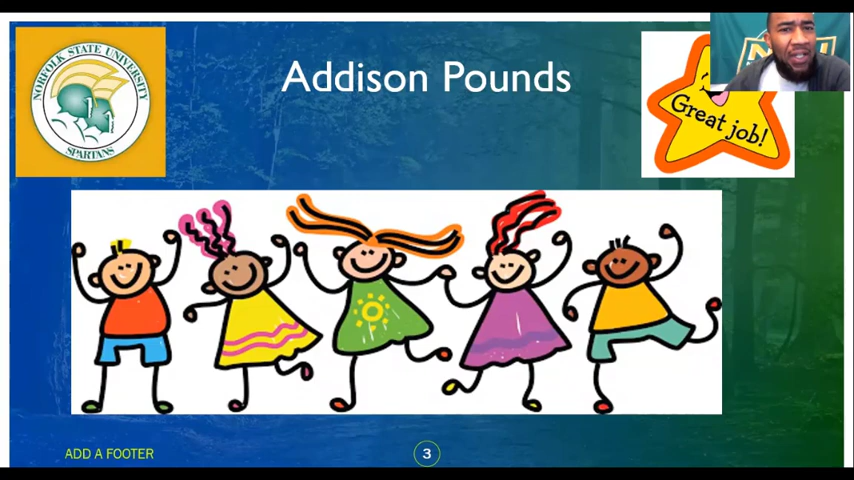 NORFOLK STATE UNIVERSITY
SPARTANS
Addison Pounds
Great job!
ADD A FOOTER
3